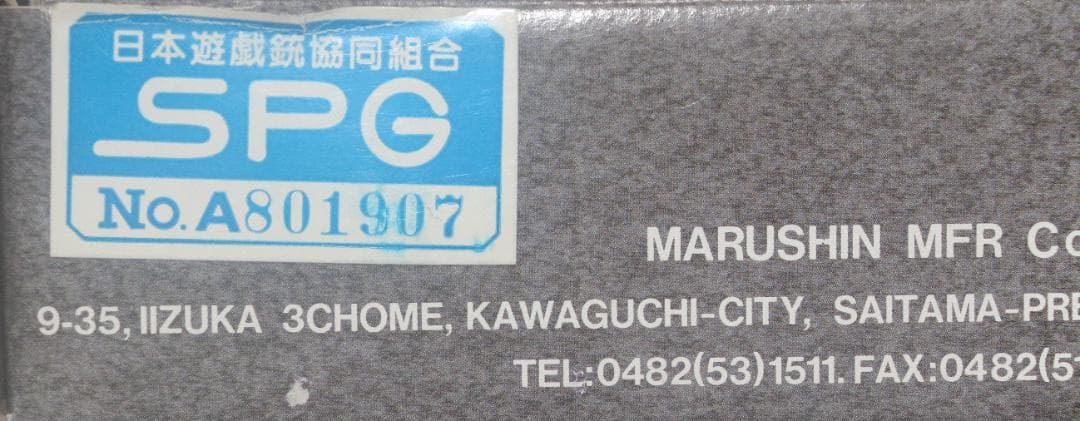 日本遊戯銃協同組合
SPG
No. A801907
MARUSHIN MFR Co
9-35, IIZUKA 3CHOME, KAWAGUCHI-CITY, SAITAMA-PRE
TEL:0482(53)1511. FAX:0482(51